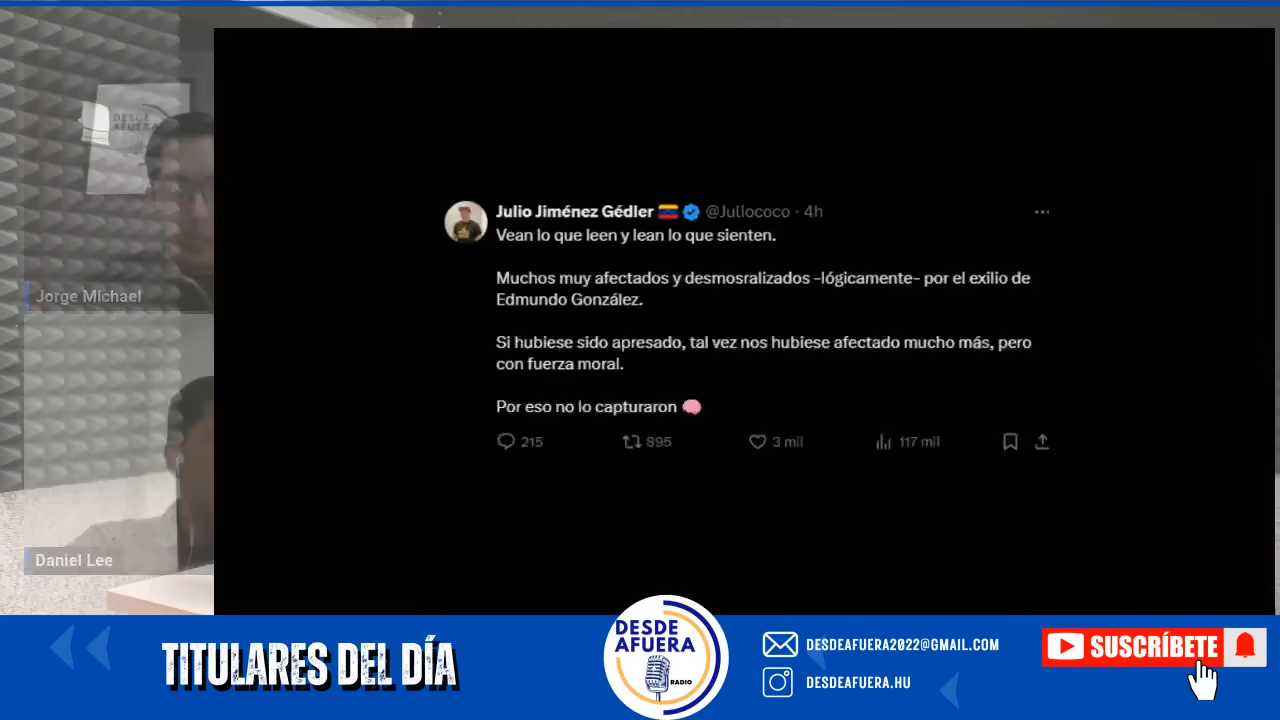 DESDE
AFUERA
Jorge Michael
Daniel Lee
Julio Jiménez Gédler 🇻🇪 @Juliococo · 4h
Vean lo que leen y lean lo que sienten.
Muchos muy afectados y desmosralizados -lógicamente- por el exilio de
Edmundo González.
Si hubiese sido apresado, tal vez nos hubiese afectado mucho más, pero
con fuerza moral.
Por eso no lo capturaron 🧠
215 895 3 mil 117 mil
TITULARES DEL DÍA
DESDE
AFUERA
RADIO
DESDEAFUERA2022@GMAIL.COM
DESDEAFUERA.HU
SUSCRÍBETE